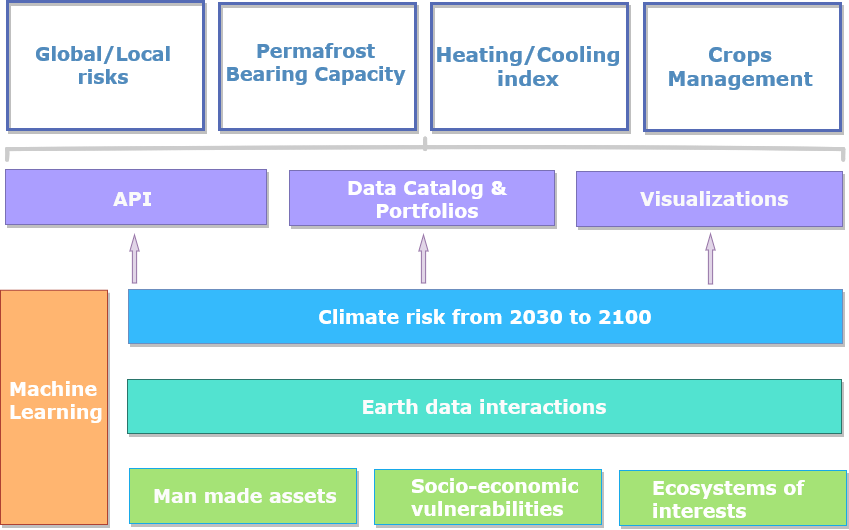 Global/Local
risks
Permafrost
Bearing Capacity
Heating/Cooling
index
Crops
Management
API
Data Catalog &
Portfolios
Visualizations
Climate risk from 2030 to 2100
Machine
Learning
Earth data interactions
Man made assets
Socio-economic
vulnerabilities
Ecosystems of
interests